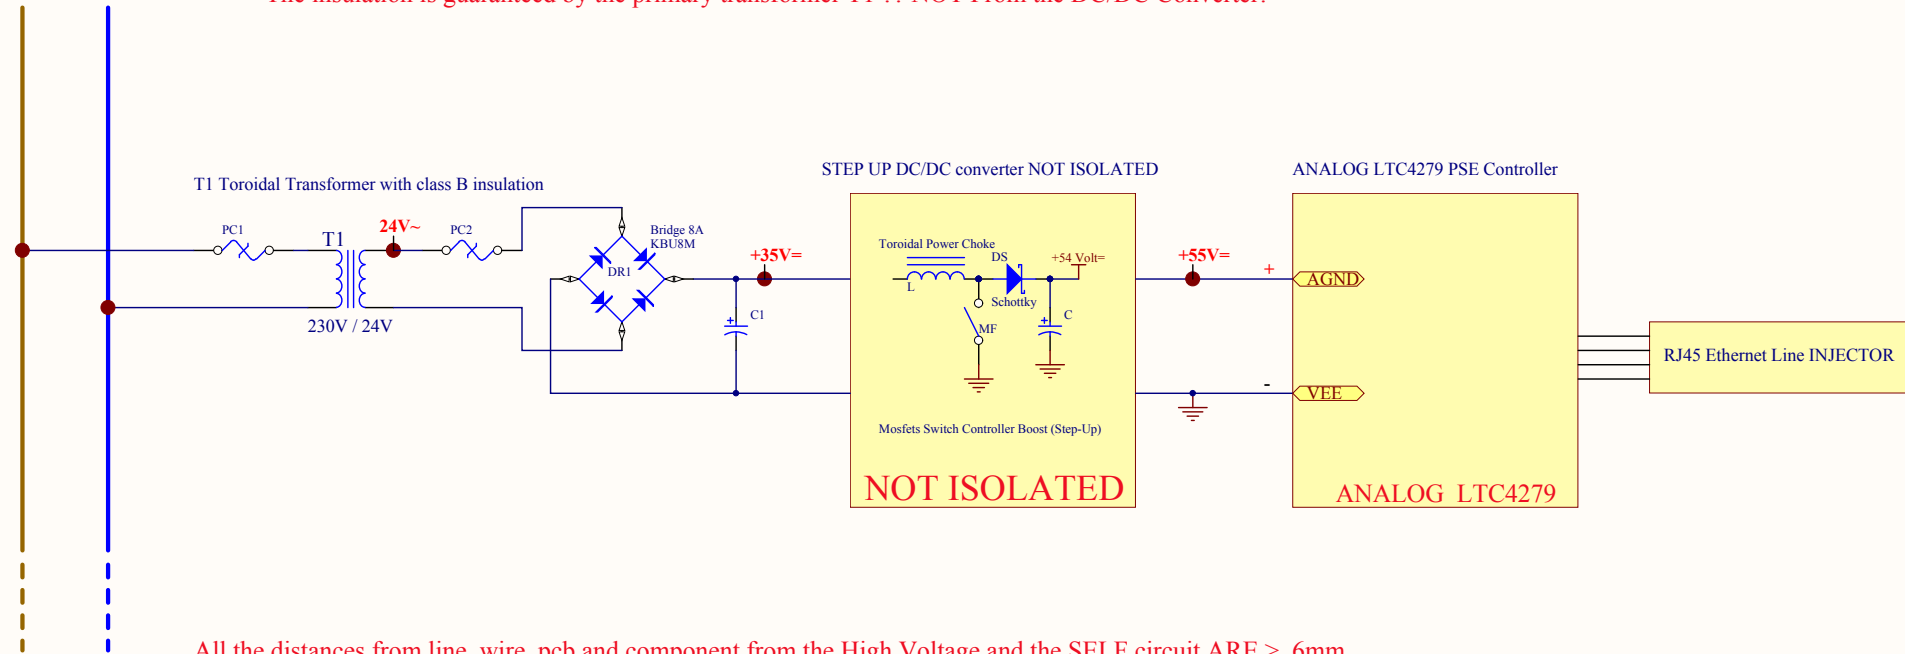 The insulation is guaranteed by the primary transformer T1 ?? NOT From the DC/DC Converter.
STEP UP DC/DC converter NOT ISOLATED
ANALOG LTC4279 PSE Controller
T1 Toroidal Transformer with class B insulation
PC1
T1
24V~
PC2
Bridge 8A
KBU8M
DR1
+35V=
Toroidal Power Choke
DS
+54 Volt=
L
Schottky
MF
C
+55V=
+
AGND
230V / 24V
+
C1
+
RJ45 Ethernet Line INJECTOR
-
VEE
Mosfets Switch Controller Boost (Step-Up)
NOT ISOLATED
ANALOG LTC4279
All the distances from line, wire, pcb and component from the High Voltage and the SELF circuit ARE > 6mm